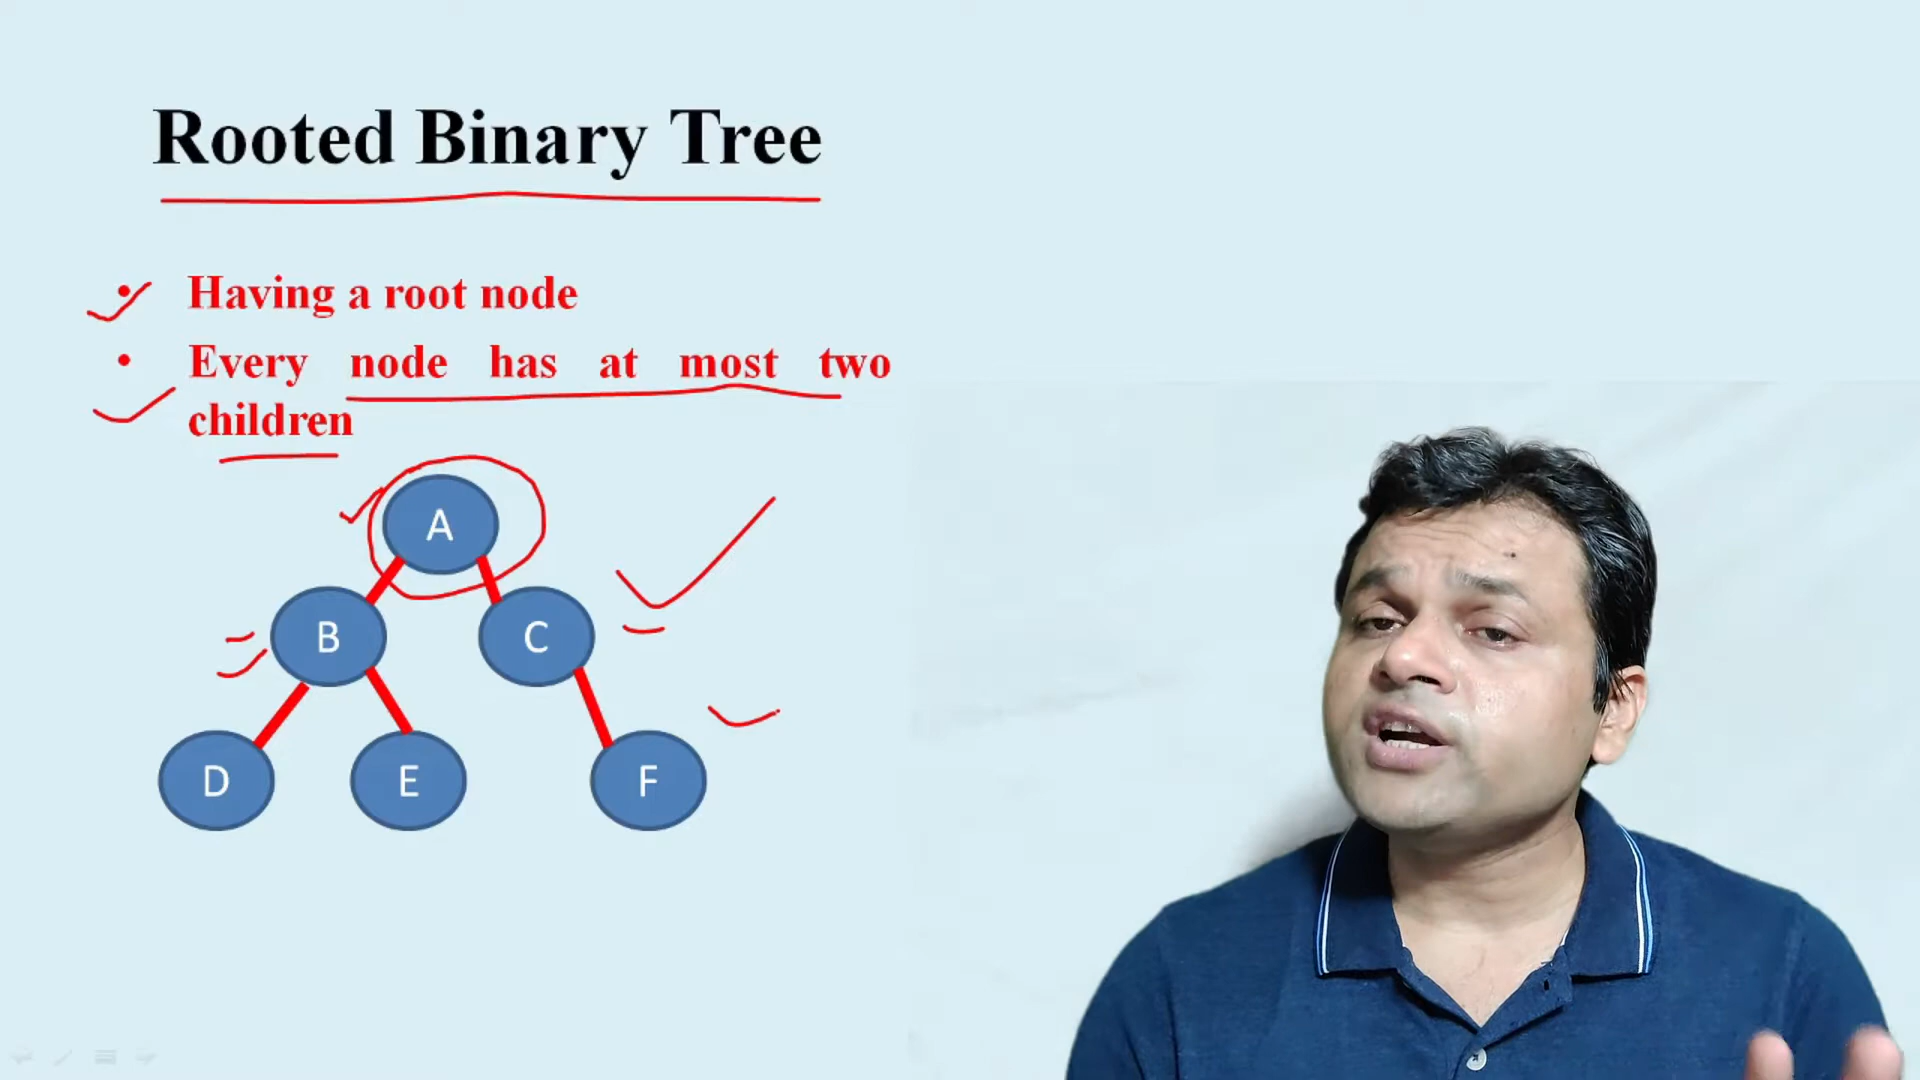 Rooted Binary Tree
• Having a root node
• Every node has at most two
children
A
B C
D E F